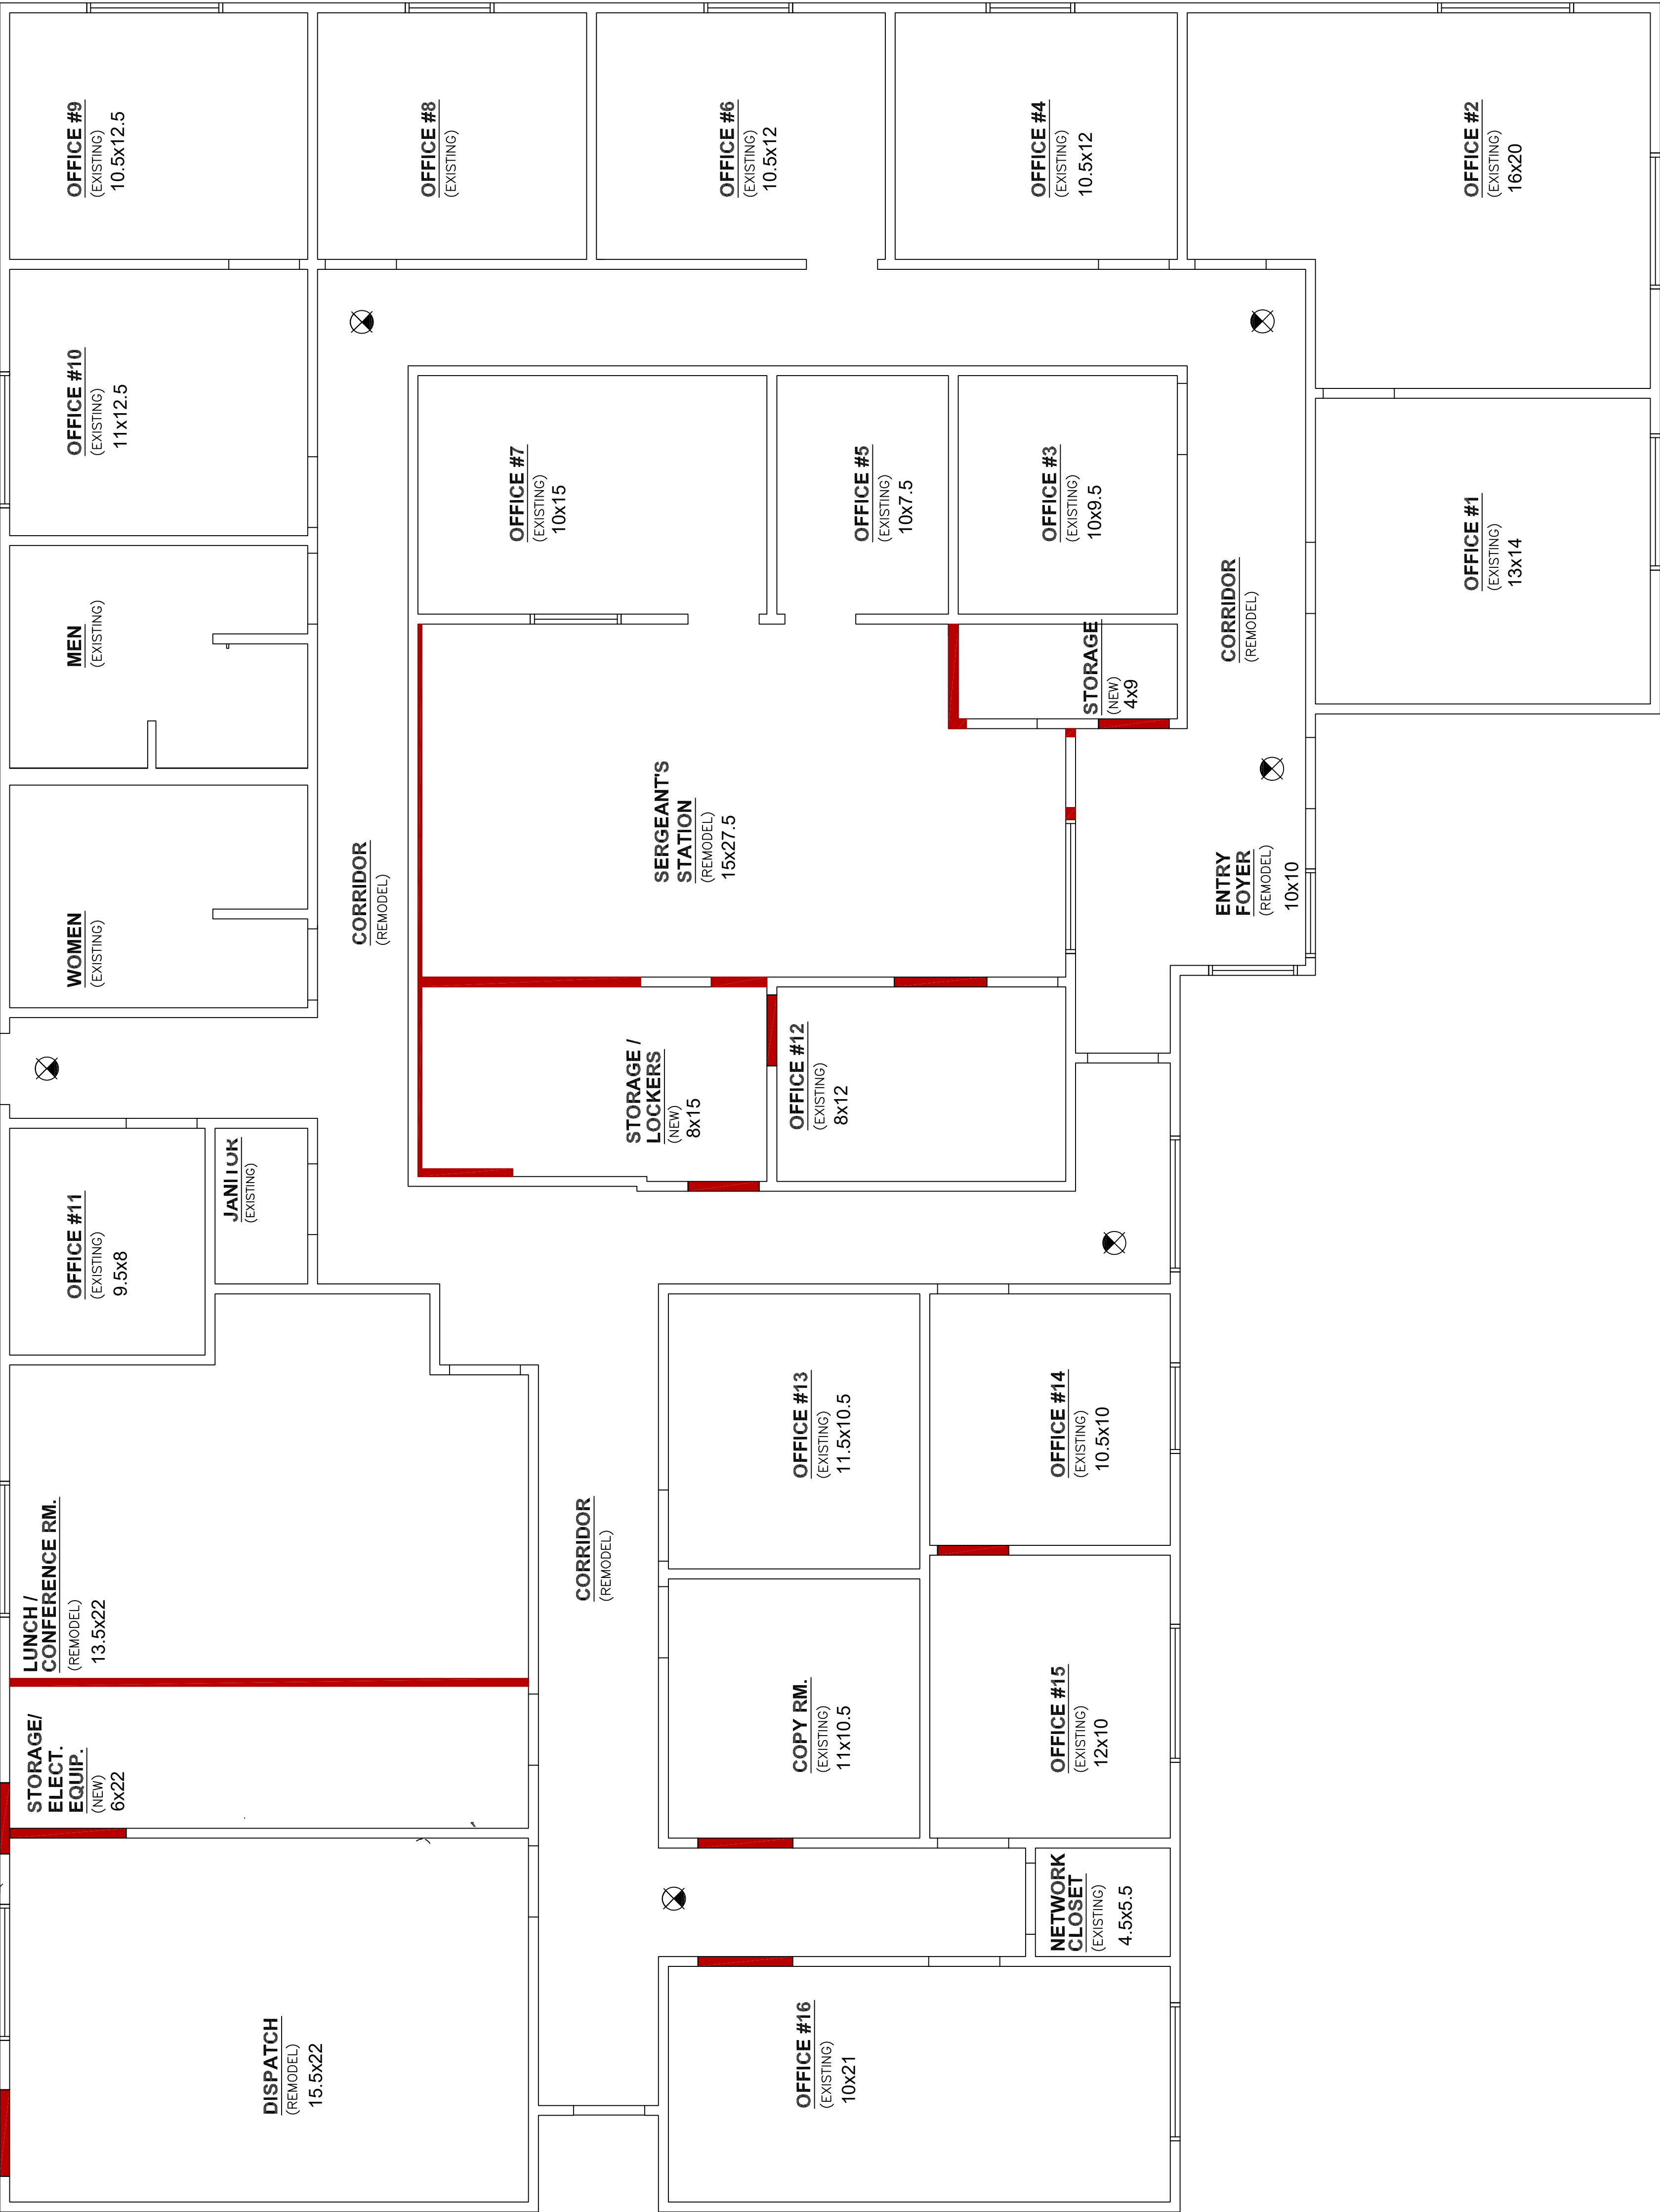 OFFICE #9
(EXISTING)
10.5x12.5
OFFICE #8
(EXISTING)
OFFICE #6
(EXISTING)
10.5x12
OFFICE #4
(EXISTING)
10.5x12
OFFICE #2
(EXISTING)
16x20
OFFICE #10
(EXISTING)
11x12.5
OFFICE #7
(EXISTING)
10x15
OFFICE #5
(EXISTING)
10x7.5
OFFICE #3
(EXISTING)
10x9.5
OFFICE #1
(EXISTING)
13x14
MEN
(EXISTING)
STORAGE
(NEW)
4x9
CORRIDOR
(REMODEL)
WOMEN
(EXISTING)
CORRIDOR
(REMODEL)
SERGEANT'S
STATION
(REMODEL)
15x27.5
ENTRY
FOYER
(REMODEL)
10x10
OFFICE #11
(EXISTING)
9.5x8
JANITOR
(EXISTING)
STORAGE /
LOCKERS
(NEW)
8x15
OFFICE #12
(EXISTING)
8x12
LUNCH /
CONFERENCE RM.
(REMODEL)
13.5x22
CORRIDOR
(REMODEL)
OFFICE #13
(EXISTING)
11.5x10.5
OFFICE #14
(EXISTING)
10.5x10
STORAGE/
ELECT.
EQUIP.
(NEW)
6x22
COPY RM.
(EXISTING)
11x10.5
OFFICE #15
(EXISTING)
12x10
DISPATCH
(REMODEL)
15.5x22
OFFICE #16
(EXISTING)
10x21
NETWORK
CLOSET
(EXISTING)
4.5x5.5